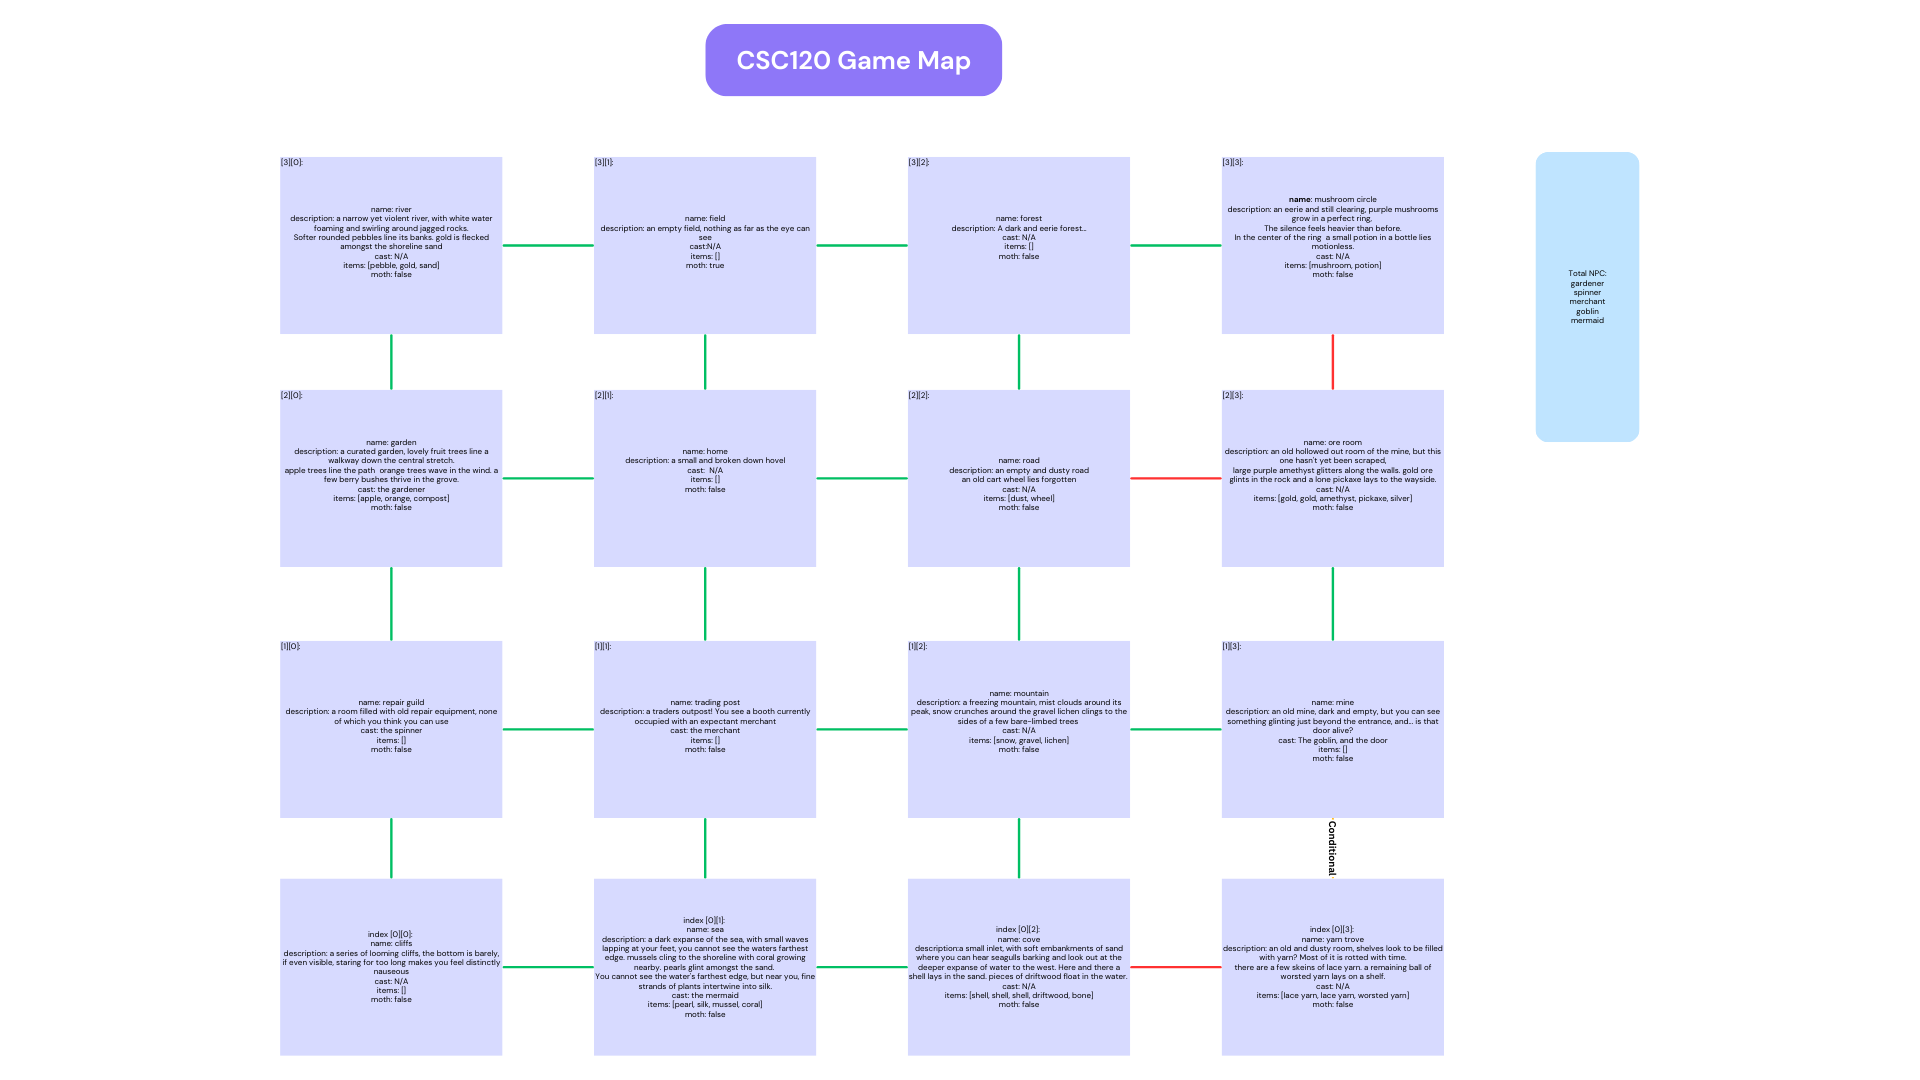 CSC120 Game Map
[3][0]:
name: river
description: a narrow yet violent river, with white water
foaming and swirling around jagged rocks.
Softer rounded pebbles line its banks. gold is flecked
amongst the shoreline sand
cast: N/A
items: [pebble, gold, sand]
moth: false
[3][1]:
name: field
description: an empty field, nothing as far as the eye can
see
cast:N/A
items: []
moth: true
[3][2]:
name: forest
description: A dark and eerie forest...
cast: N/A
items: []
moth: false
[3][3]:
name: mushroom circle
description: an eerie and still clearing, purple mushrooms
grow in a perfect ring,
The silence feels heavier than before.
In the center of the ring a small potion in a bottle lies
motionless.
cast: N/A
items: [mushroom, potion]
moth: false
Total NPC:
gardener
spinner
merchant
goblin
mermaid
[2][0]:
name: garden
description: a curated garden, lovely fruit trees line a
walkway down the central stretch.
apple trees line the path orange trees wave in the wind. a
few berry bushes thrive in the grove.
cast: the gardener
items: [apple, orange, compost]
moth: false
[2][1]:
name: home
description: a small and broken down hovel
cast: N/A
items: []
moth: false
[2][2]:
name: road
description: an empty and dusty road
an old cart wheel lies forgotten
cast: N/A
items: [dust, wheel]
moth: false
[2][3]:
name: ore room
description: an old hollowed out room of the mine, but this
one hasn't yet been scraped,
large purple amethyst glitters along the walls. gold ore
glints in the rock and a lone pickaxe lays to the wayside.
cast: N/A
items: [gold, gold, amethyst, pickaxe, silver]
moth: false
[1][0]:
name: repair guild
description: a room filled with old repair equipment, none
of which you think you can use
cast: the spinner
items: []
moth: false
[1][1]:
name: trading post
description: a traders outpost! You see a booth currently
occupied with an expectant merchant
cast: the merchant
items: []
moth: false
[1][2]:
name: mountain
description: a freezing mountain, mist clouds around its
peak, snow crunches around the gravel lichen clings to the
sides of a few bare-limbed trees
cast: N/A
items: [snow, gravel, lichen]
moth: false
[1][3]:
name: mine
description: an old mine, dark and empty, but you can see
something glinting just beyond the entrance, and... is that
door alive?
cast: The goblin, and the door
items: []
moth: false
Conditional
index [0][0]:
name: cliffs
description: a series of looming cliffs, the bottom is barely,
if even visible, staring for too long makes you feel distinctly
nauseous
cast: N/A
items: []
moth: false
index [0][1]:
name: sea
description: a dark expanse of the sea, with small waves
lapping at your feet, you cannot see the waters farthest
edge. mussels cling to the shoreline with coral growing
nearby. pearls glint amongst the sand.
You cannot see the water's farthest edge, but near you, fine
strands of plants intertwine into silk.
cast: the mermaid
items: [pearl, silk, mussel, coral]
moth: false
index [0][2]:
name: cove
description:a small inlet, with soft embankments of sand
where you can hear seagulls barking and look out at the
deeper expanse of water to the west. Here and there a
shell lays in the sand. pieces of driftwood float in the water.
cast: N/A
items: [shell, shell, shell, driftwood, bone]
moth: false
index [0][3]:
name: yarn trove
description: an old and dusty room, shelves look to be filled
with yarn? Most of it is rotted with time.
there are a few skeins of lace yarn. a remaining ball of
worsted yarn lays on a shelf.
cast: N/A
items: [lace yarn, lace yarn, worsted yarn]
moth: false